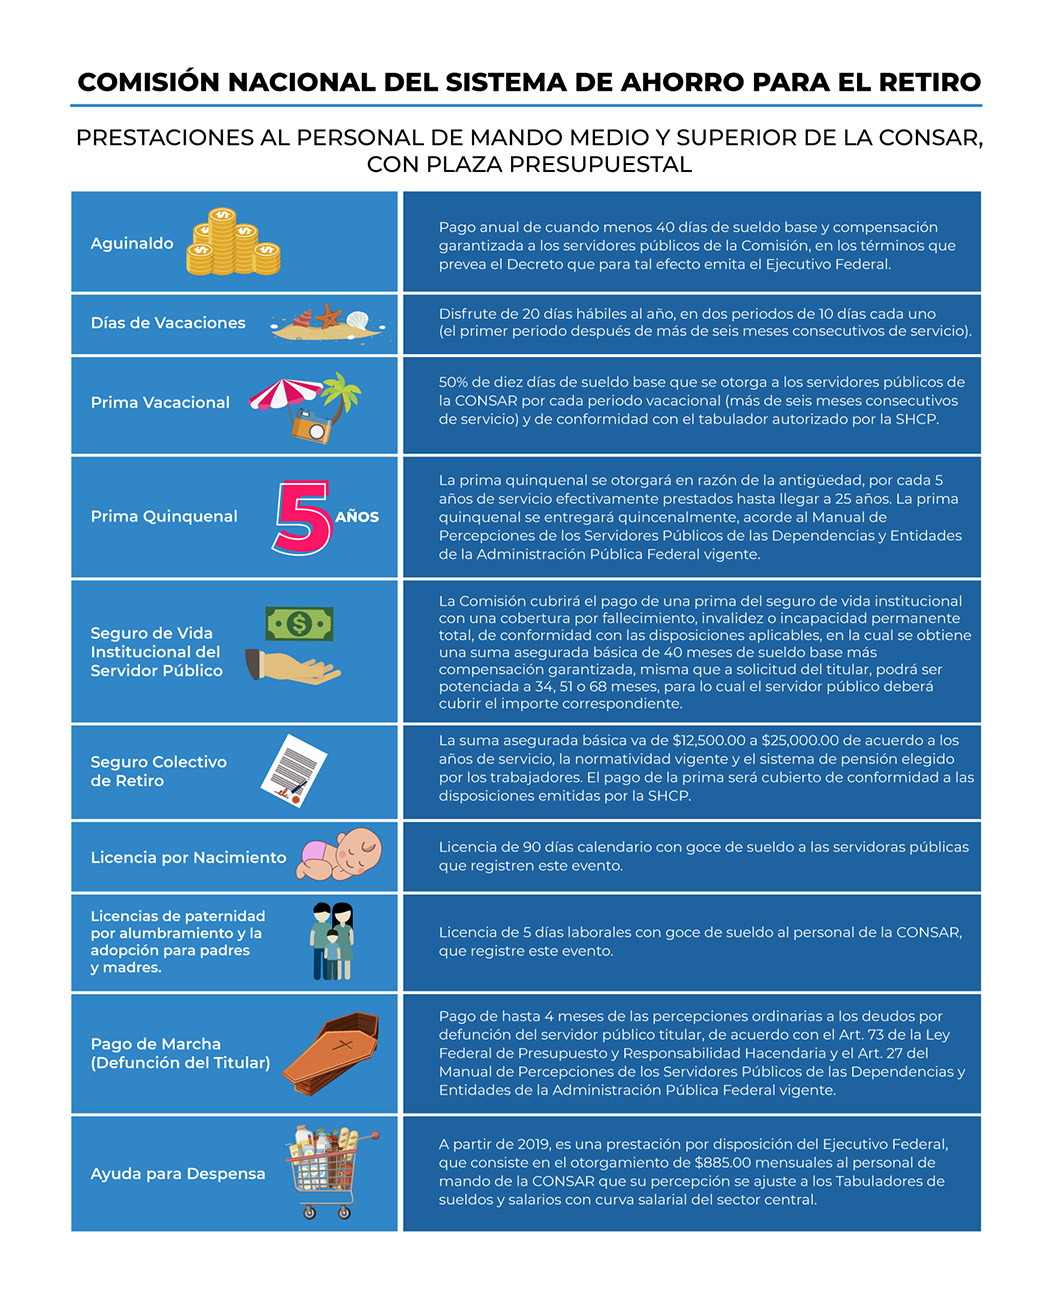 COMISIÓN NACIONAL DEL SISTEMA DE AHORRO PARA EL RETIRO
PRESTACIONES AL PERSONAL DE MANDO MEDIO Y SUPERIOR DE LA CONSAR,
CON PLAZA PRESUPUESTAL
Aguinaldo
Pago anual de cuando menos 40 días de sueldo base y compensación
garantizada a los servidores públicos de la Comisión, en los términos que
prevea el Decreto que para tal efecto emita el Ejecutivo Federal.
Días de Vacaciones
Disfrute de 20 días hábiles al año, en dos periodos de 10 días cada uno
(el primer periodo después de más de seis meses consecutivos de servicio).
Prima Vacacional
50% de diez días de sueldo base que se otorga a los servidores públicos de
la CONSAR por cada periodo vacacional (más de seis meses consecutivos
de servicio) y de conformidad con el tabulador autorizado por la SHCP.
Prima Quinquenal
5 AÑOS
La prima quinquenal se otorgará en razón de la antigüedad, por cada 5
años de servicio efectivamente prestados hasta llegar a 25 años. La prima
quinquenal se entregará quincenalmente, acorde al Manual de
Percepciones de los Servidores Públicos de las Dependencias y Entidades
de la Administración Pública Federal vigente.
Seguro de Vida
Institucional del
Servidor Público
La Comisión cubrirá el pago de una prima del seguro de vida institucional
con una cobertura por fallecimiento, invalidez o incapacidad permanente
total, de conformidad con las disposiciones aplicables, en la cual se obtiene
una suma asegurada básica de 40 meses de sueldo base más
compensación garantizada, misma que a solicitud del titular, podrá ser
potenciada a 34, 51 o 68 meses, para lo cual el servidor público deberá
cubrir el importe correspondiente.
Seguro Colectivo
de Retiro
La suma asegurada básica va de $12,500.00 a $25,000.00 de acuerdo a los
años de servicio, la normatividad vigente y el sistema de pensión elegido
por los trabajadores. El pago de la prima será cubierto de conformidad a las
disposiciones emitidas por la SHCP.
Licencia por Nacimiento
Licencia de 90 días calendario con goce de sueldo a las servidoras públicas
que registren este evento.
Licencias de paternidad
por alumbramiento y la
adopción para padres
y madres.
Licencia de 5 días laborales con goce de sueldo al personal de la CONSAR,
que registre este evento.
Pago de Marcha
(Defunción del Titular)
Pago de hasta 4 meses de las percepciones ordinarias a los deudos por
defunción del servidor público titular, de acuerdo con el Art. 73 de la Ley
Federal de Presupuesto y Responsabilidad Hacendaria y el Art. 27 del
Manual de Percepciones de los Servidores Públicos de las Dependencias y
Entidades de la Administración Pública Federal vigente.
Ayuda para Despensa
A partir de 2019, es una prestación por disposición del Ejecutivo Federal,
que consiste en el otorgamiento de $885.00 mensuales al personal de
mando de la CONSAR que su percepción se ajuste a los Tabuladores de
sueldos y salarios con curva salarial del sector central.